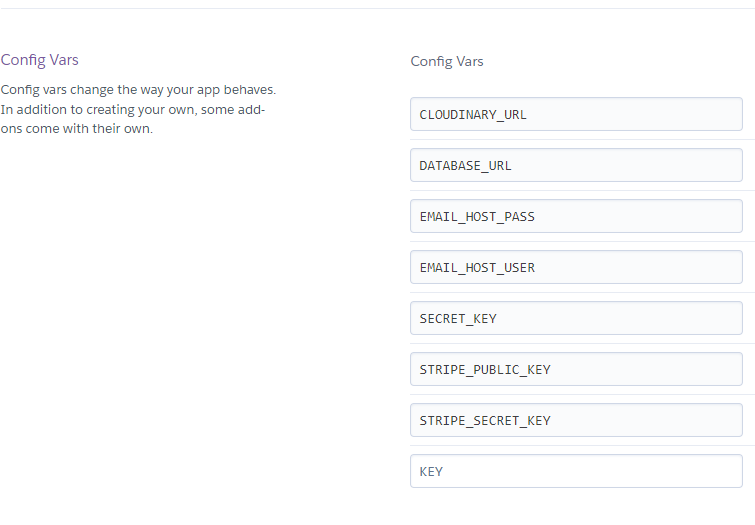 Config Vars
Config vars change the way your app behaves.
In addition to creating your own, some add-
ons come with their own.
Config Vars
CLOUDINARY_URL
DATABASE_URL
EMAIL_HOST_PASS
EMAIL_HOST_USER
SECRET_KEY
STRIPE_PUBLIC_KEY
STRIPE_SECRET_KEY
KEY